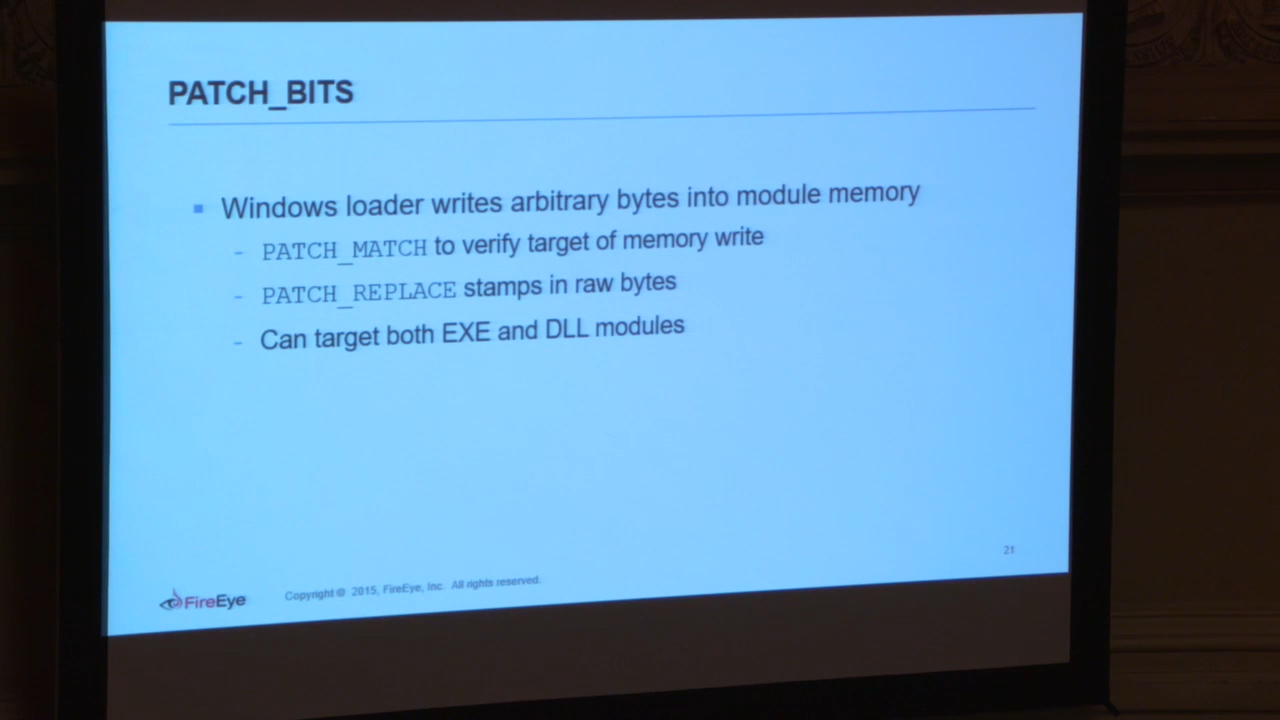 PATCH_BITS
▪ Windows loader writes arbitrary bytes into module memory
- PATCH_MATCH to verify target of memory write
- PATCH_REPLACE stamps in raw bytes
- Can target both EXE and DLL modules
21
FireEye Copyright © 2015, FireEye, Inc. All rights reserved.